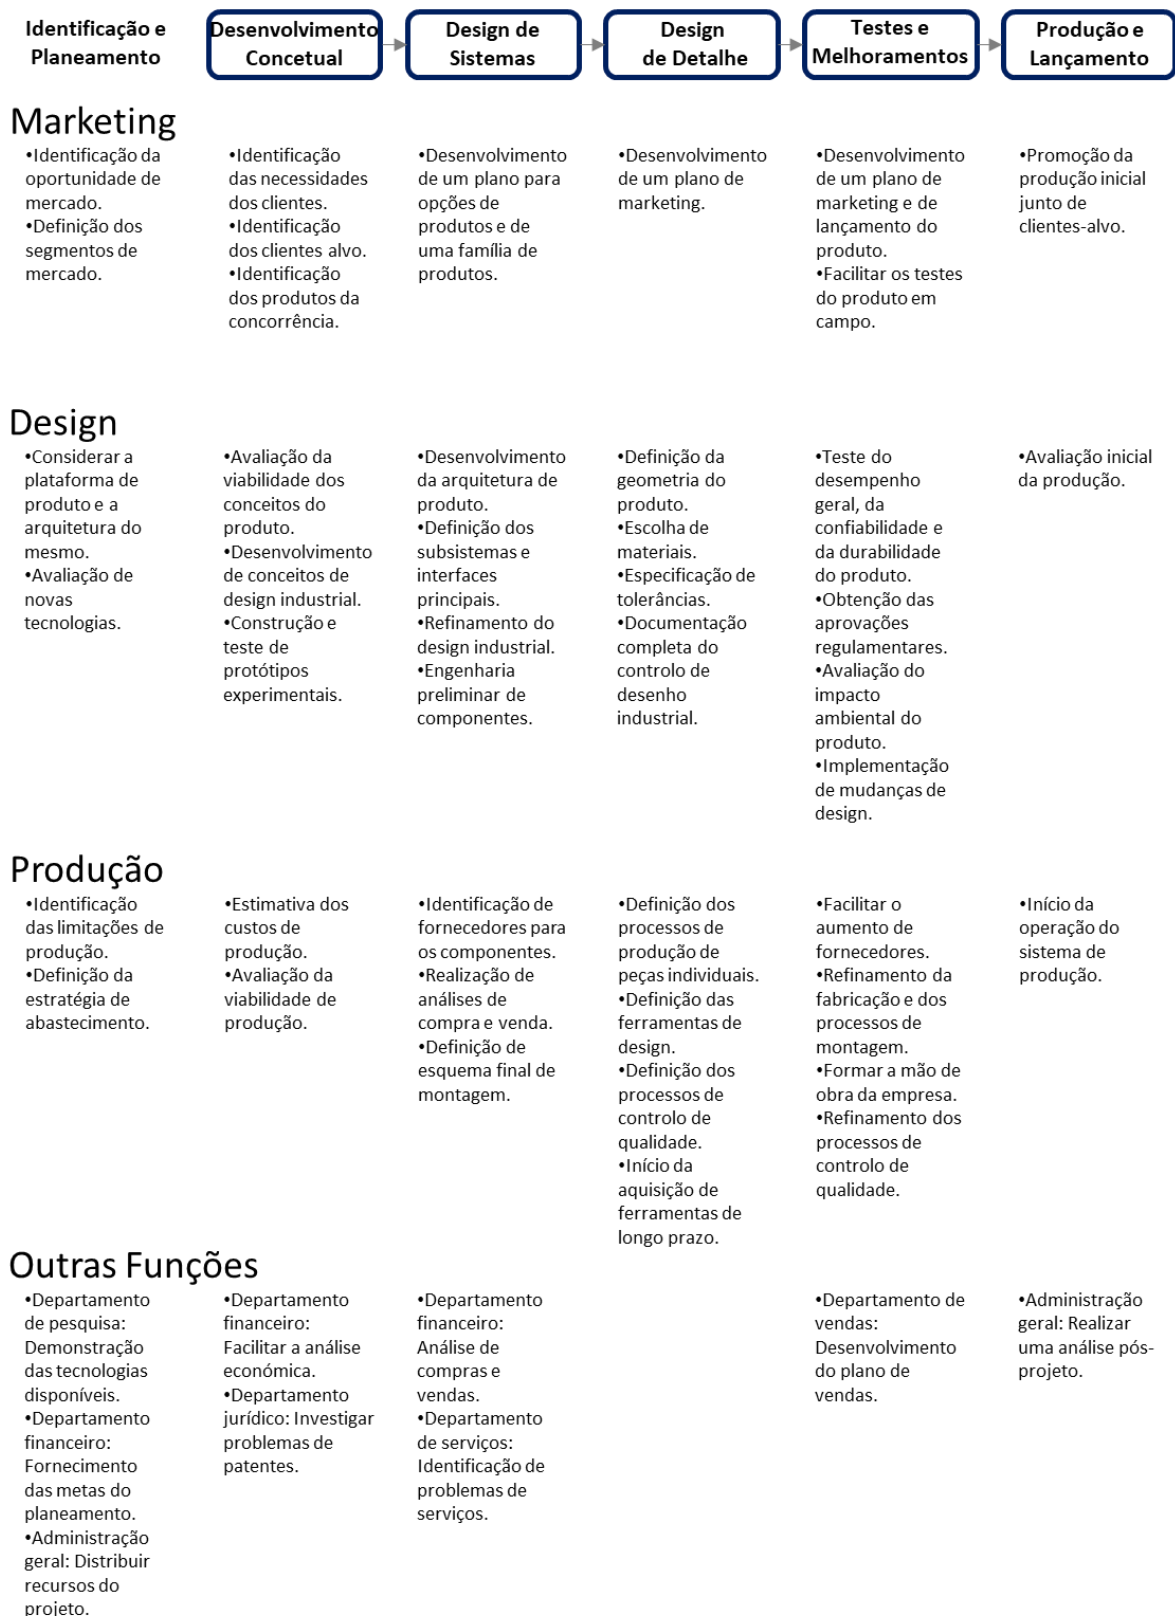 Identificação e
Planeamento
Desenvolvimento
Concetual
Design de
Sistemas
Design
de Detalhe
Testes e
Melhoramentos
Produção e
Lançamento
Marketing
•Identificação da
oportunidade de
mercado.
•Definição dos
segmentos de
mercado.
•Identificação
das necessidades
dos clientes.
•Identificação
dos clientes alvo.
•Identificação
dos produtos da
concorrência.
•Desenvolvimento
de um plano para
opções de
produtos e de
uma família de
produtos.
•Desenvolvimento
de um plano de
marketing.
•Desenvolvimento
de um plano de
marketing e de
lançamento do
produto.
•Facilitar os testes
do produto em
campo.
•Promoção da
produção inicial
junto de
clientes-alvo.
Design
•Considerar a
plataforma de
produto e a
arquitetura do
mesmo.
•Avaliação de
novas
tecnologias.
•Avaliação da
viabilidade dos
conceitos do
produto.
•Desenvolvimento
de conceitos de
design industrial.
•Construção e
teste de
protótipos
experimentais.
•Desenvolvimento
da arquitetura de
produto.
•Definição dos
subsistemas e
interfaces
principais.
•Refinamento do
design industrial.
•Engenharia
preliminar de
componentes.
•Definição da
geometria do
produto.
•Escolha de
materiais.
•Especificação de
tolerâncias.
•Documentação
completa do
controlo de
desenho
industrial.
•Teste do
desempenho
geral, da
confiabilidade e
da durabilidade
do produto.
•Obtenção das
aprovações
regulamentares.
•Avaliação do
impacto
ambiental do
produto.
•Implementação
de mudanças de
design.
•Avaliação inicial
da produção.
Produção
•Identificação
das limitações de
produção.
•Definição da
estratégia de
abastecimento.
•Estimativa dos
custos de
produção.
•Avaliação da
viabilidade de
produção.
•Identificação de
fornecedores para
os componentes.
•Realização de
análises de
compra e venda.
•Definição de
esquema final de
montagem.
•Definição dos
processos de
produção de
peças individuais.
•Definição das
ferramentas de
design.
•Definição dos
processos de
controlo de
qualidade.
•Início da
aquisição de
ferramentas de
longo prazo.
•Facilitar o
aumento de
fornecedores.
•Refinamento da
fabricação e dos
processos de
montagem.
•Formar a mão de
obra da empresa.
•Refinamento dos
processos de
controlo de
qualidade.
•Início da
operação do
sistema de
produção.
Outras Funções
•Departamento
de pesquisa:
Demonstração
das tecnologias
disponíveis.
•Departamento
financeiro:
Fornecimento
das metas do
planeamento.
•Administração
geral: Distribuir
recursos do
projeto.
•Departamento
financeiro:
Facilitar a análise
económica.
•Departamento
jurídico: Investigar
problemas de
patentes.
•Departamento
financeiro:
Análise de
compras e
vendas.
•Departamento
de serviços:
Identificação de
problemas de
serviços.
•Departamento de
vendas:
Desenvolvimento
do plano de
vendas.
•Administração
geral: Realizar
uma análise pós-
projeto.